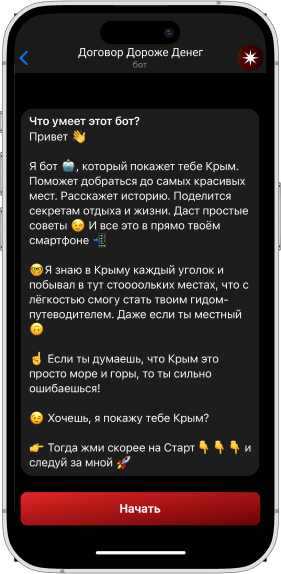 Договор Дороже Денег
бот
Что умеет этот бот?
Привет 👋
Я бот 🤖, который покажет тебе Крым.
Поможет добраться до самых красивых
мест. Расскажет историю. Поделится
секретам отдыха и жизни. Даст простые
советы 😉 И все это в прямо твоём
смартфоне 📲
🤓Я знаю в Крыму каждый уголок и
побывал в тут стоооольких местах, что с
лёгкостью смогу стать твоим гидом-
путеводителем. Даже если ты местный
🙃
☝️ Если ты думаешь, что Крым это
просто море и горы, то ты сильно
ошибаешься!
😉 Хочешь, я покажу тебе Крым?
👉 Тогда жми скорее на Старт👇👇👇 и
следуй за мной 🚀
Начать